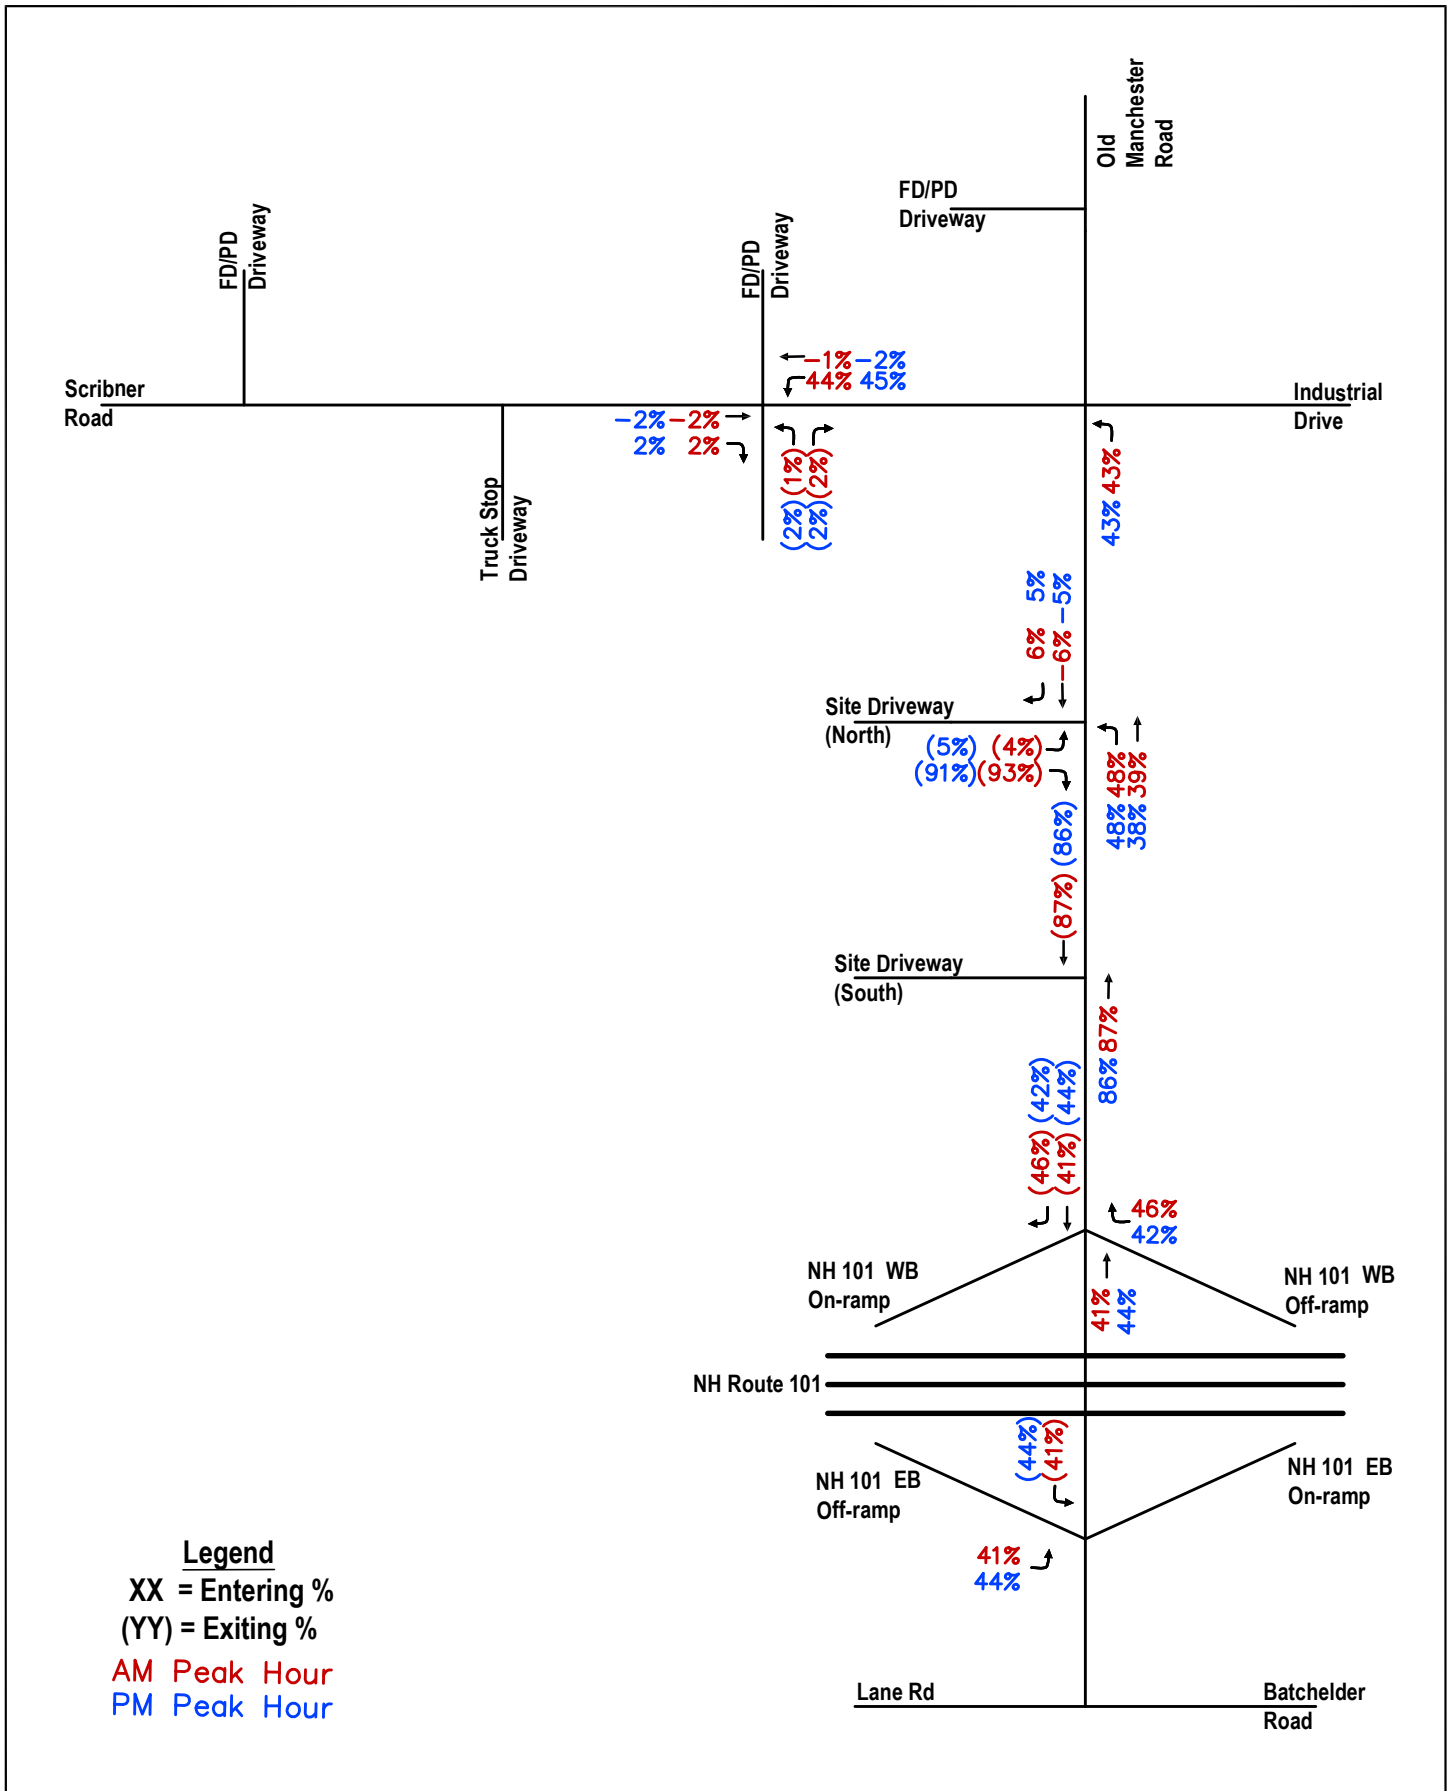 Old
Manchester
Road
FD/PD
Driveway
FD/PD
Driveway
FD/PD
Driveway
-1% -2%
44% 45%
Scribner
Road
Industrial
Drive
-2% -2%
2% 2%
(1%) (2%)
(2%) (2%)
43% 43%
Truck Stop
Driveway
6% 5%
-6% -5%
Site Driveway
(North)
(5%) (4%)
(91%) (93%)
48% 48%
38% 39%
(87%) (86%)
Site Driveway
(South)
86% 87%
(46%) (42%)
(41%) (44%)
46%
42%
NH 101 WB
On-ramp
NH 101 WB
Off-ramp
41%
44%
NH Route 101
(44%)
(41%)
NH 101 EB
Off-ramp
NH 101 EB
On-ramp
41%
44%
Legend
XX = Entering %
(YY) = Exiting %
AM Peak Hour
PM Peak Hour
Lane Rd
Batchelder
Road